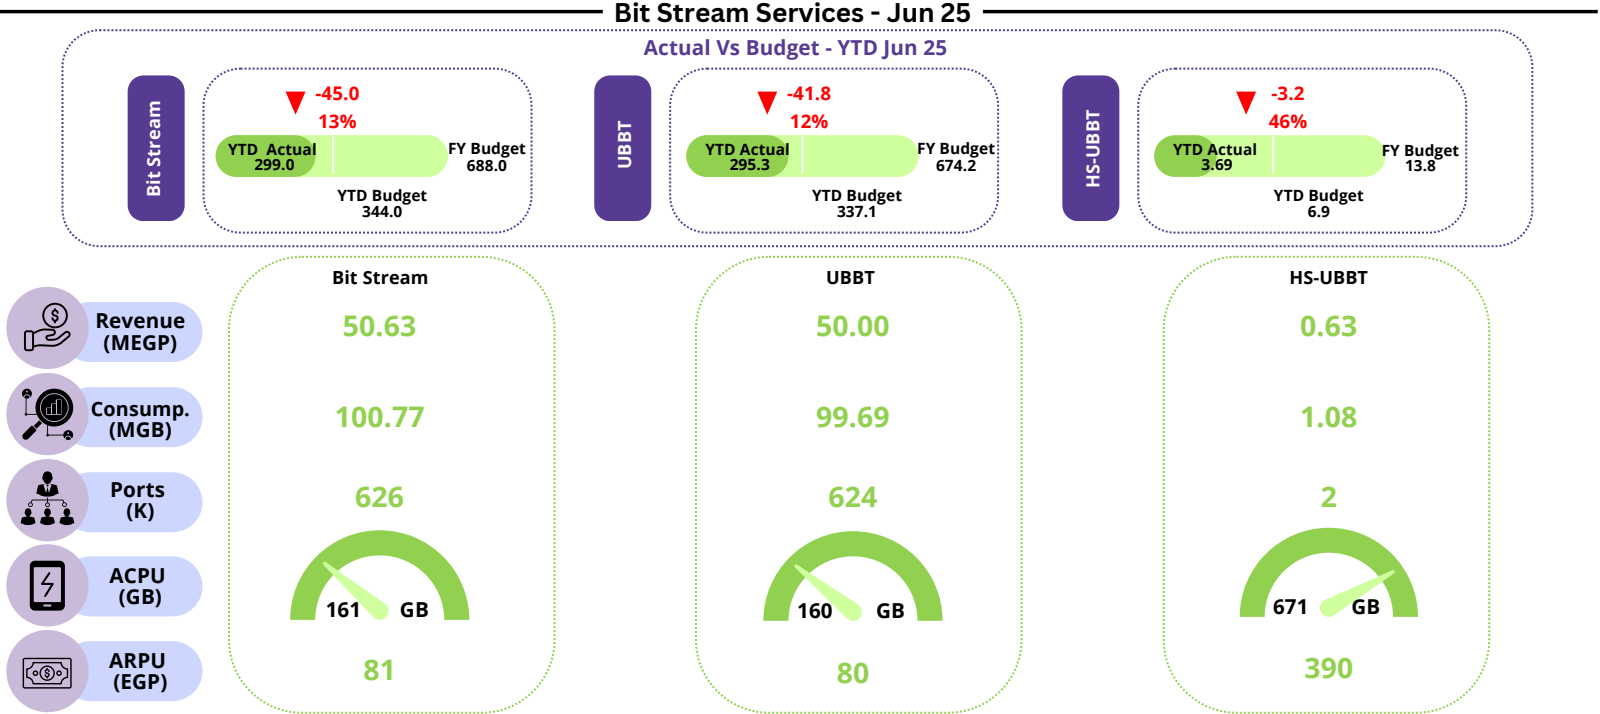 Bit Stream Services - Jun 25
Actual Vs Budget - YTD Jun 25
Bit Stream
-45.0
13%
YTD Actual
299.0
FY Budget
688.0
YTD Budget
344.0
UBBT
-41.8
12%
YTD Actual
295.3
FY Budget
674.2
YTD Budget
337.1
HS-UBBT
-3.2
46%
YTD Actual
3.69
FY Budget
13.8
YTD Budget
6.9
Bit Stream
UBBT
HS-UBBT
Revenue
(MEGP)
50.63
50.00
0.63
Consump.
(MGB)
100.77
99.69
1.08
Ports
(K)
626
624
2
ACPU
(GB)
161 GB
160 GB
671 GB
ARPU
(EGP)
81
80
390